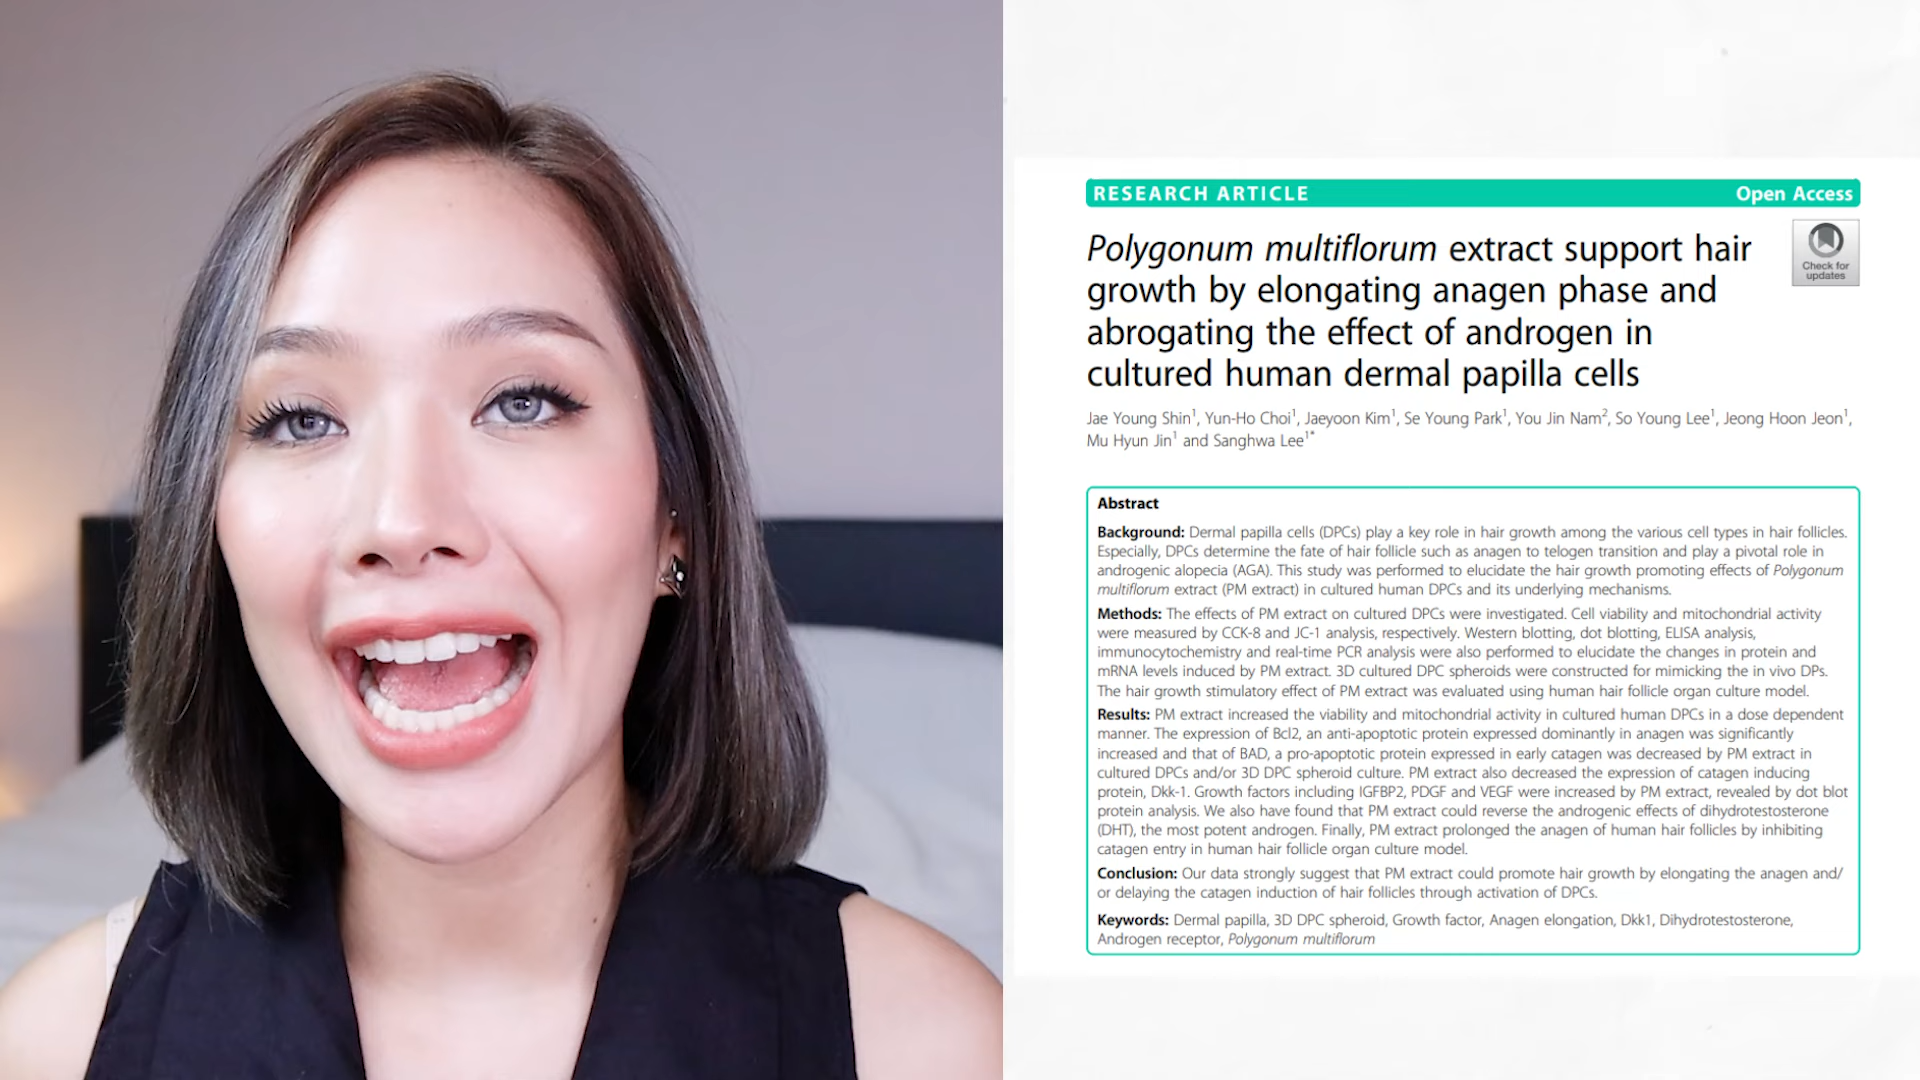 RESEARCH ARTICLE Open Access
Polygonum multiflorum extract support hair
growth by elongating anagen phase and
abrogating the effect of androgen in
cultured human dermal papilla cells
Check for
updates
Jae Young Shin1, Yun-Ho Choi1, Jaeyoon Kim1, Se Young Park1, You Jin Nam2, So Young Lee1, Jeong Hoon Jeon1,
Mu Hyun Jin1 and Sanghwa Lee1*
Abstract
Background: Dermal papilla cells (DPCs) play a key role in hair growth among the various cell types in hair follicles.
Especially, DPCs determine the fate of hair follicle such as anagen to telogen transition and play a pivotal role in
androgenic alopecia (AGA). This study was performed to elucidate the hair growth promoting effects of Polygonum
multiflorum extract (PM extract) in cultured human DPCs and its underlying mechanisms.
Methods: The effects of PM extract on cultured DPCs were investigated. Cell viability and mitochondrial activity
were measured by CCK-8 and JC-1 analysis, respectively. Western blotting, dot blotting, ELISA analysis,
immunocytochemistry and real-time PCR analysis were also performed to elucidate the changes in protein and
mRNA levels induced by PM extract. 3D cultured DPC spheroids were constructed for mimicking the in vivo DPs.
The hair growth stimulatory effect of PM extract was evaluated using human hair follicle organ culture model.
Results: PM extract increased the viability and mitochondrial activity in cultured human DPCs in a dose dependent
manner. The expression of Bcl2, an anti-apoptotic protein expressed dominantly in anagen was significantly
increased and that of BAD, a pro-apoptotic protein expressed in early catagen was decreased by PM extract in
cultured DPCs and/or 3D DPC spheroid culture. PM extract also decreased the expression of catagen inducing
protein, Dkk-1. Growth factors including IGFBP2, PDGF and VEGF were increased by PM extract, revealed by dot blot
protein analysis. We also have found that PM extract could reverse the androgenic effects of dihydrotestosterone
(DHT), the most potent androgen. Finally, PM extract prolonged the anagen of human hair follicles by inhibiting
catagen entry in human hair follicle organ culture model.
Conclusion: Our data strongly suggest that PM extract could promote hair growth by elongating the anagen and/
or delaying the catagen induction of hair follicles through activation of DPCs.
Keywords: Dermal papilla, 3D DPC spheroid, Growth factor, Anagen elongation, Dkk1, Dihydrotestosterone,
Androgen receptor, Polygonum multiflorum